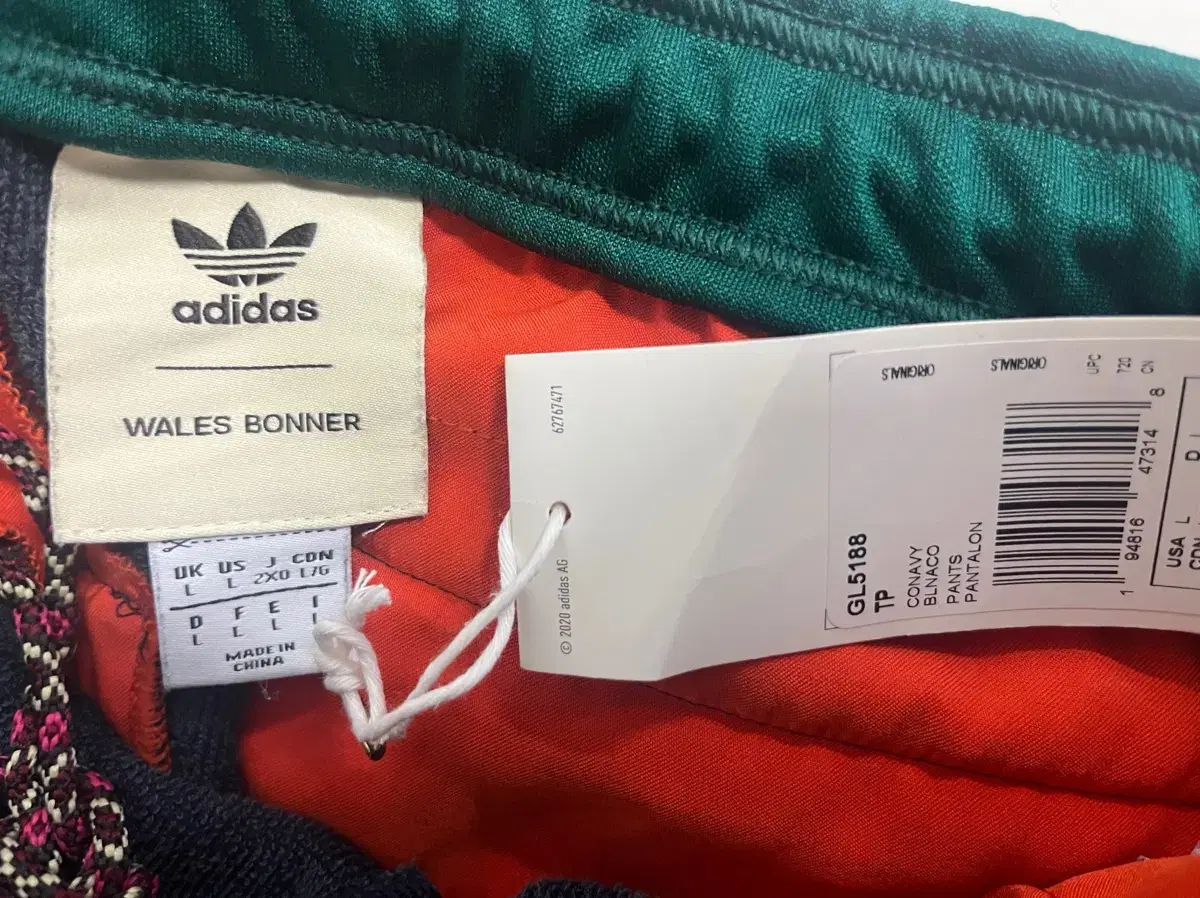 adidas
WALES BONNER
UK US J CDN
L L 2XO L/G
D F E I
L L L L
MADE IN
CHINA
62767471
© 2020 adidas AG
ORIGINALS
ORIGINALS
UPC
720
CN
GL5188
TP
CONAVY
BLNACO
PANTS
PANTALON
1 94816 47314 8
USA L
D L
CDN